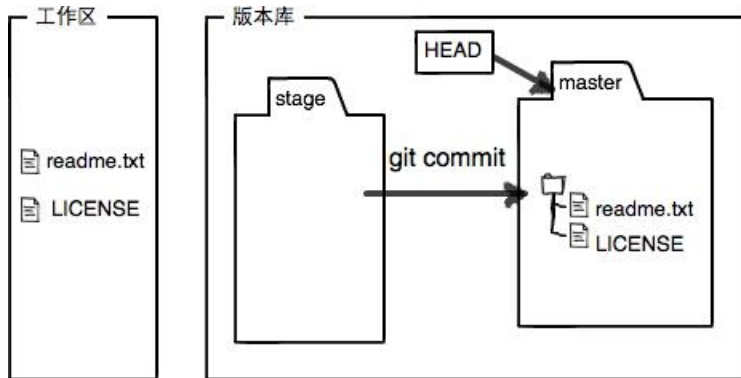 工作区
readme.txt
LICENSE
版本库
HEAD
stage
master
git commit
readme.txt
LICENSE